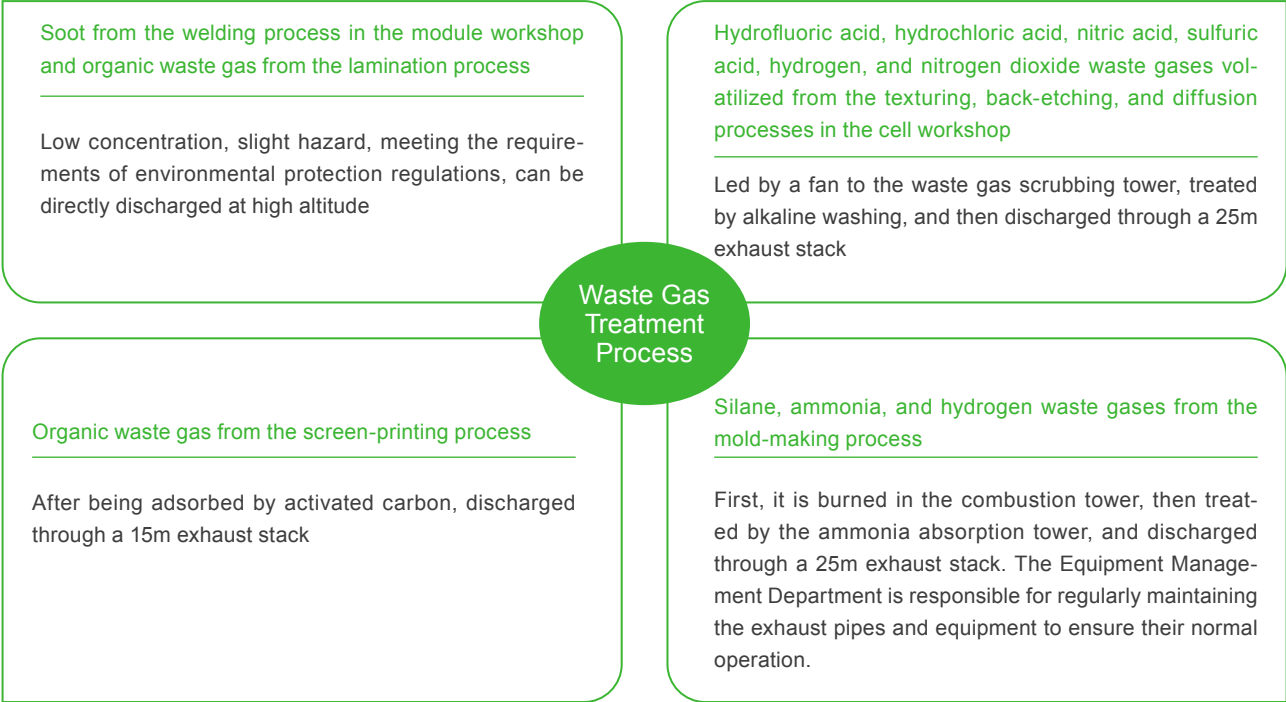 Soot from the welding process in the module workshop
and organic waste gas from the lamination process
Low concentration, slight hazard, meeting the require-
ments of environmental protection regulations, can be
directly discharged at high altitude
Hydrofluoric acid, hydrochloric acid, nitric acid, sulfuric
acid, hydrogen, and nitrogen dioxide waste gases vol-
atilized from the texturing, back-etching, and diffusion
processes in the cell workshop
Led by a fan to the waste gas scrubbing tower, treated
by alkaline washing, and then discharged through a 25m
exhaust stack
Waste Gas
Treatment
Process
Organic waste gas from the screen-printing process
After being adsorbed by activated carbon, discharged
through a 15m exhaust stack
Silane, ammonia, and hydrogen waste gases from the
mold-making process
First, it is burned in the combustion tower, then treat-
ed by the ammonia absorption tower, and discharged
through a 25m exhaust stack. The Equipment Manage-
ment Department is responsible for regularly maintaining
the exhaust pipes and equipment to ensure their normal
operation.